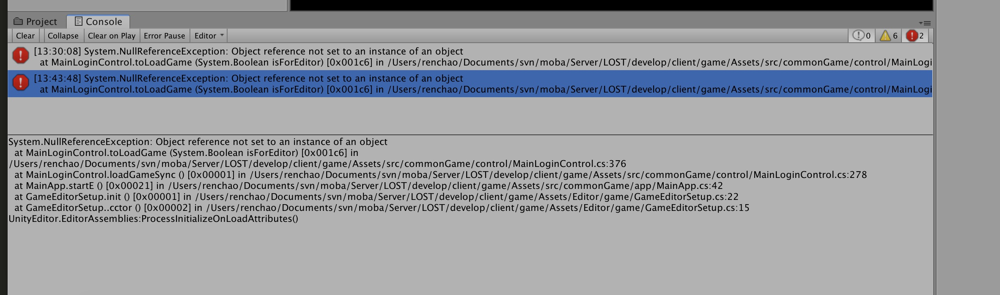 Project Console
Clear Collapse Clear on Play Error Pause Editor 0 6 2
[13:30:08] System.NullReferenceException: Object reference not set to an instance of an object
at MainLoginControl.toLoadGame (System.Boolean isForEditor) [0x001c6] in /Users/renchao/Documents/svn/moba/Server/LOST/develop/client/game/Assets/src/commonGame/control/MainLogi
[13:43:48] System.NullReferenceException: Object reference not set to an instance of an object
at MainLoginControl.toLoadGame (System.Boolean isForEditor) [0x001c6] in /Users/renchao/Documents/svn/moba/Server/LOST/develop/client/game/Assets/src/commonGame/control/MainLogi
System.NullReferenceException: Object reference not set to an instance of an object
at MainLoginControl.toLoadGame (System.Boolean isForEditor) [0x001c6] in
/Users/renchao/Documents/svn/moba/Server/LOST/develop/client/game/Assets/src/commonGame/control/MainLoginControl.cs:376
at MainLoginControl.loadGameSync () [0x00001] in /Users/renchao/Documents/svn/moba/Server/LOST/develop/client/game/Assets/src/commonGame/control/MainLoginControl.cs:278
at MainApp.startE () [0x00021] in /Users/renchao/Documents/svn/moba/Server/LOST/develop/client/game/Assets/src/commonGame/app/MainApp.cs:42
at GameEditorSetup.init () [0x00001] in /Users/renchao/Documents/svn/moba/Server/LOST/develop/client/game/Assets/Editor/game/GameEditorSetup.cs:22
at GameEditorSetup..cctor () [0x00002] in /Users/renchao/Documents/svn/moba/Server/LOST/develop/client/game/Assets/Editor/game/GameEditorSetup.cs:15
UnityEditor.EditorAssemblies:ProcessInitializeOnLoadAttributes()